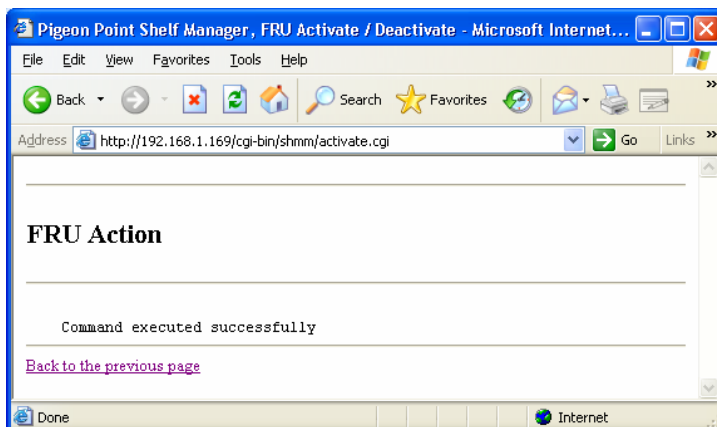 Pigeon Point Shelf Manager, FRU Activate / Deactivate - Microsoft Internet...
File Edit View Favorites Tools Help
Back Search Favorites
Address http://192.168.1.169/cgi-bin/shmm/activate.cgi Go Links
FRU Action
Command executed successfully
Back to the previous page
Done Internet